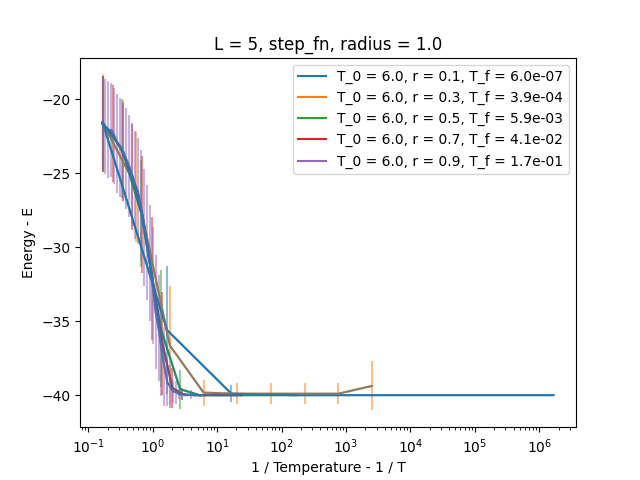 L = 5, step_fn, radius = 1.0
T_0 = 6.0, r = 0.1, T_f = 6.0e-07
T_0 = 6.0, r = 0.3, T_f = 3.9e-04
T_0 = 6.0, r = 0.5, T_f = 5.9e-03
T_0 = 6.0, r = 0.7, T_f = 4.1e-02
T_0 = 6.0, r = 0.9, T_f = 1.7e-01
Energy - E
−20
−25
−30
−35
−40
10⁻¹ 10⁰ 10¹ 10² 10³ 10⁴ 10⁵ 10⁶
1 / Temperature - 1 / T